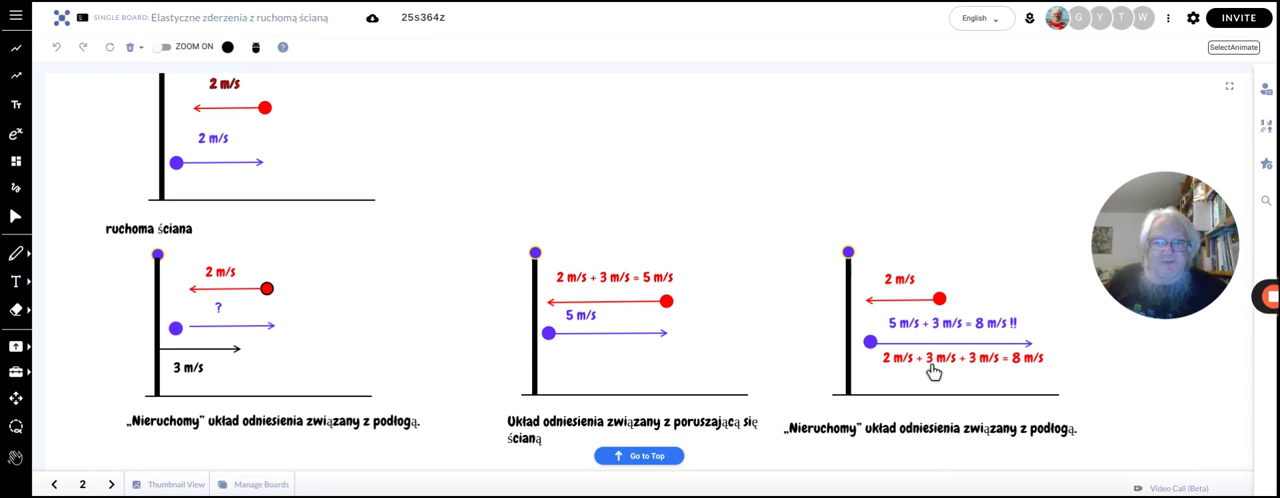 SINGLE BOARD: Elastyczne zderzenia z ruchomą ścianą
25s364z
English
G
Y
T
W
INVITE
ZOOM ON
SelectAnimate
2 m/s
2 m/s
ruchoma ściana
2 m/s
?
3 m/s
„Nieruchomy" układ odniesienia związany z podłogą.
2 m/s + 3 m/s = 5 m/s
5 m/s
Układ odniesienia związany z poruszającą się
ścianą
2 m/s
5 m/s + 3 m/s = 8 m/s !!
2 m/s + 3 m/s + 3 m/s = 8 m/s
„Nieruchomy" układ odniesienia związany z podłogą.
Go to Top
2
Thumbnail View
Manage Boards
Video Call (Beta)